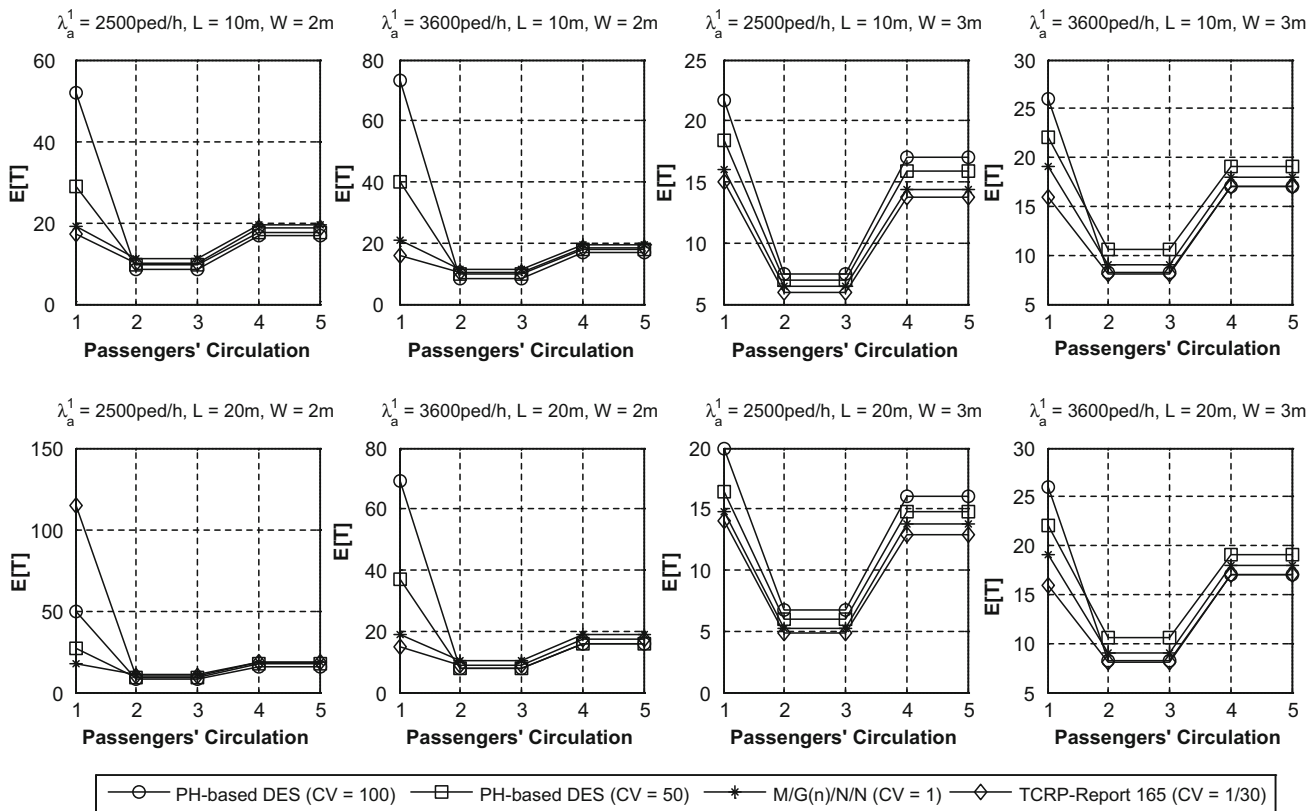 λ_a^1 = 2500ped/h, L = 10m, W = 2m
60
40
20
0
E[T]
1 2 3 4 5
Passengers' Circulation
λ_a^1 = 3600ped/h, L = 10m, W = 2m
80
60
40
20
0
E[T]
1 2 3 4 5
Passengers' Circulation
λ_a^1 = 2500ped/h, L = 10m, W = 3m
25
20
15
10
5
E[T]
1 2 3 4 5
Passengers' Circulation
λ_a^1 = 3600ped/h, L = 10m, W = 3m
30
25
20
15
10
5
E[T]
1 2 3 4 5
Passengers' Circulation
λ_a^1 = 2500ped/h, L = 20m, W = 2m
150
100
50
0
E[T]
1 2 3 4 5
Passengers' Circulation
λ_a^1 = 3600ped/h, L = 20m, W = 2m
80
60
40
20
0
E[T]
1 2 3 4 5
Passengers' Circulation
λ_a^1 = 2500ped/h, L = 20m, W = 3m
20
15
10
5
0
E[T]
1 2 3 4 5
Passengers' Circulation
λ_a^1 = 3600ped/h, L = 20m, W = 3m
30
25
20
15
10
5
E[T]
1 2 3 4 5
Passengers' Circulation
PH-based DES (CV = 100) PH-based DES (CV = 50) M/G(n)/N/N (CV = 1) TCRP-Report 165 (CV = 1/30)